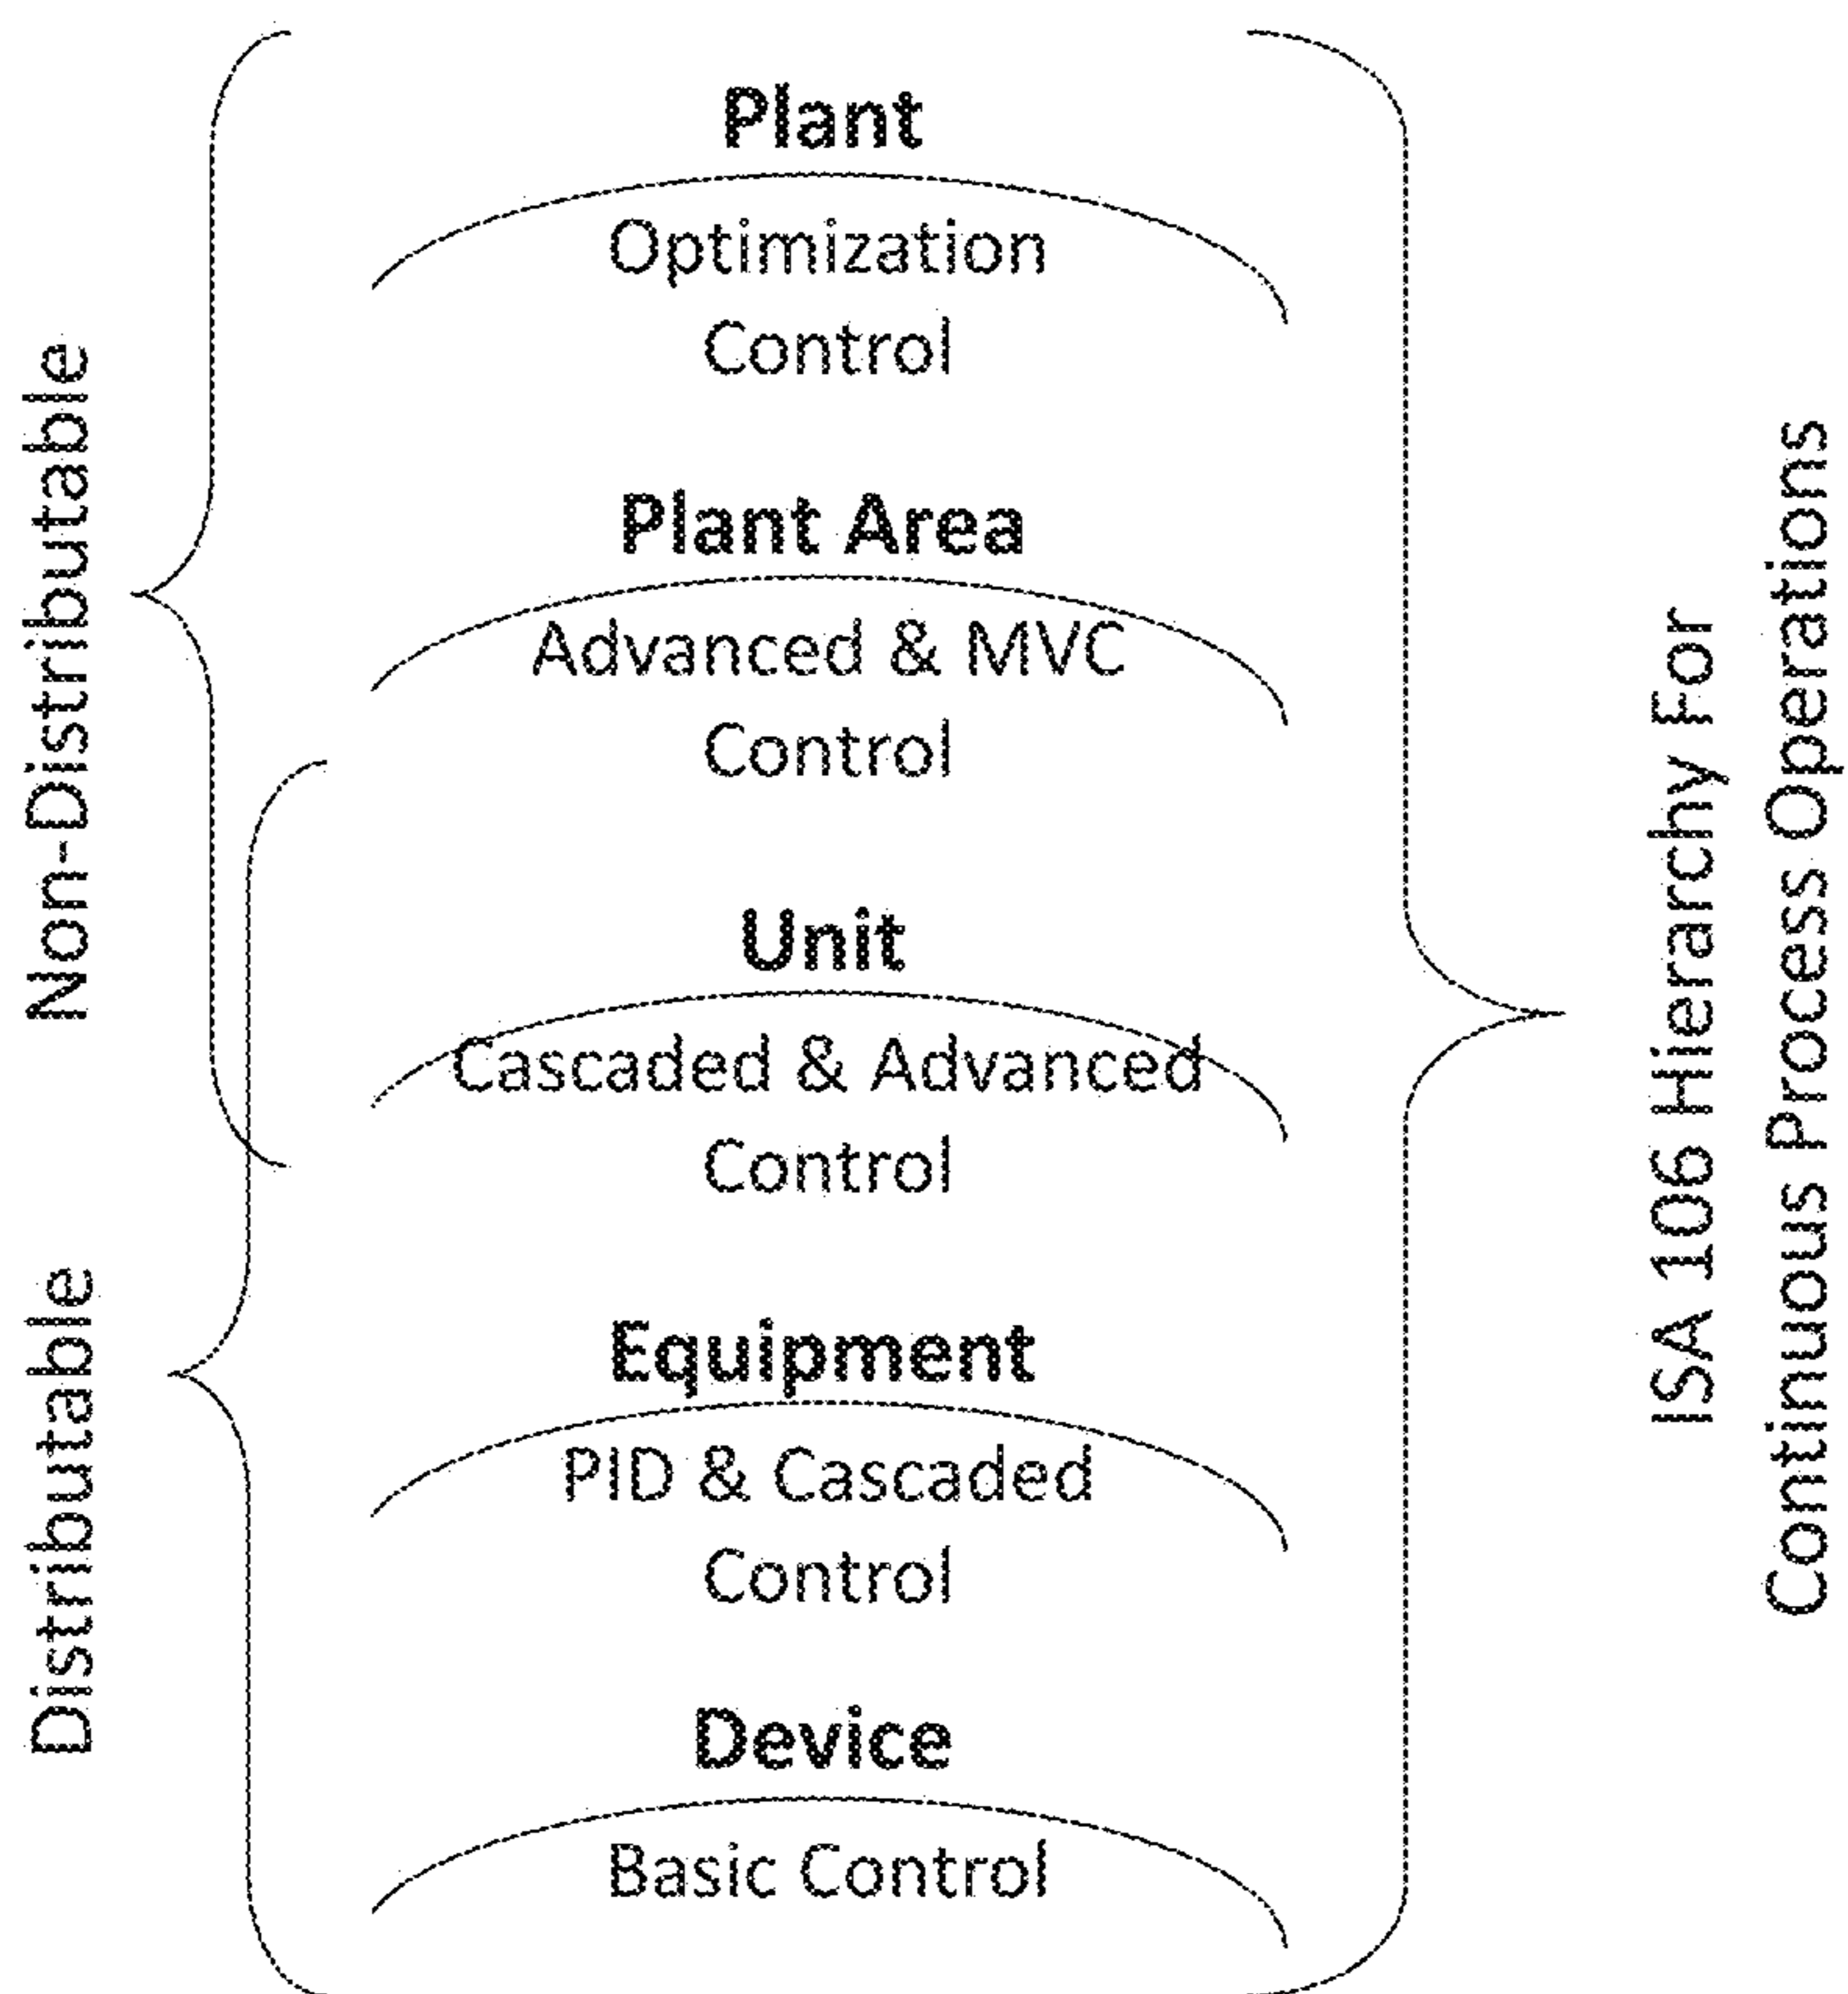 Non-Distributable
Distributable
Plant
Optimization
Control
Plant Area
Advanced & MVC
Control
Unit
Cascaded & Advanced
Control
Equipment
PID & Cascaded
Control
Device
Basic Control
ISA 106 Hierarchy For
Continuous Process Operations